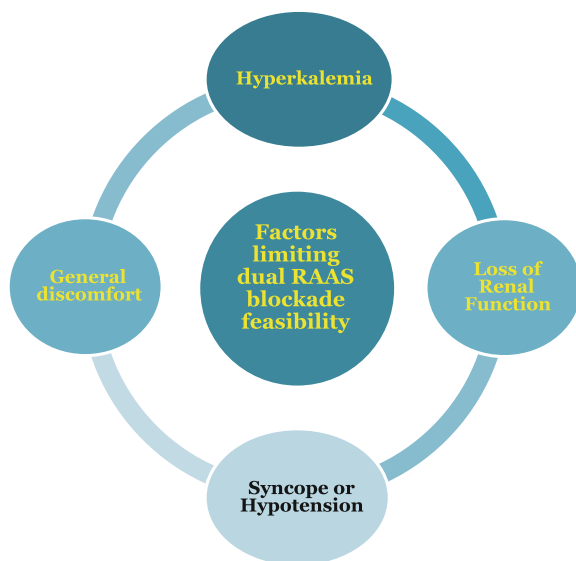 Hyperkalemia
Factors
limiting
dual RAAS
blockade
feasibility
General
discomfort
Loss of
Renal
Function
Syncope or
Hypotension